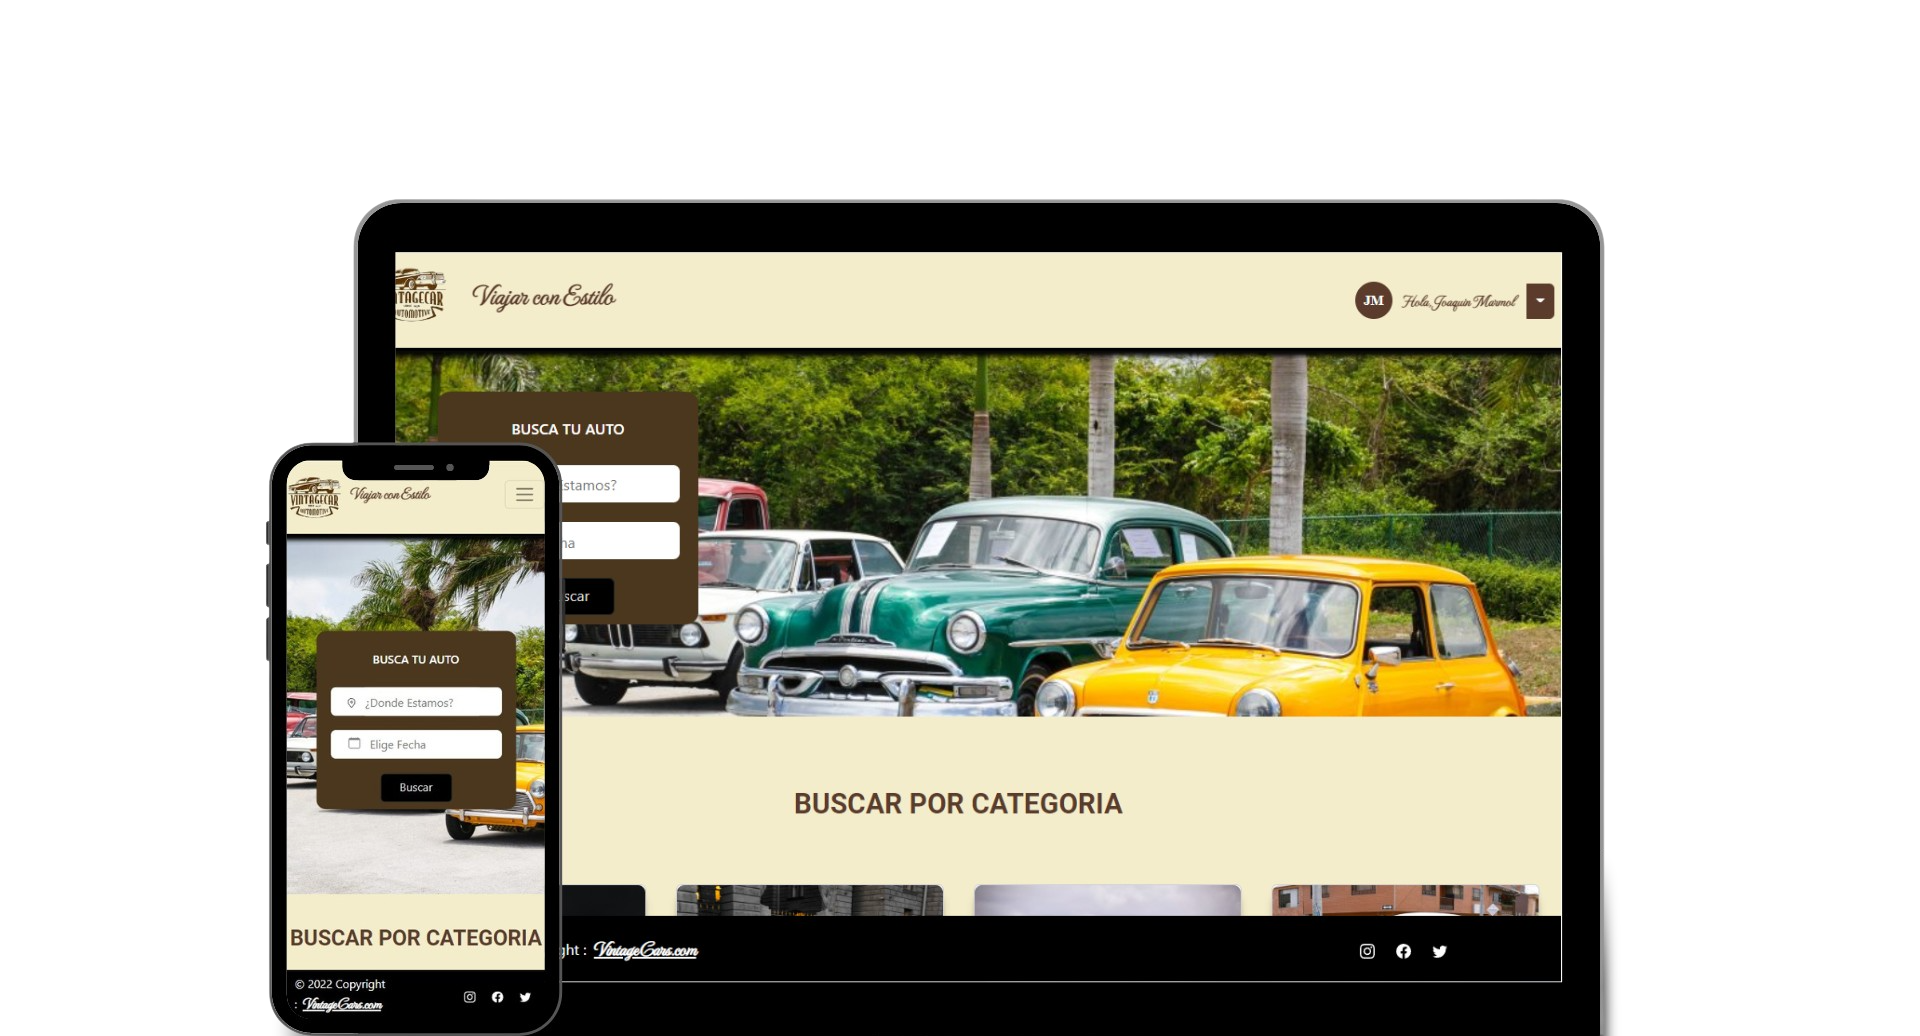 NTAGECAR
AUTOMOTIVE
Viajar con Estilo
JM
Hola, Joaquin Marmol
BUSCA TU AUTO
Estamos?
ha
scar
BUSCAR POR CATEGORIA
ght :
VintageCars.com
VINTAGECAR
AUTOMOTIVE
Viajar con Estilo
BUSCA TU AUTO
¿Donde Estamos?
Elige Fecha
Buscar
BUSCAR POR CATEGORIA
© 2022 Copyright
: VintageCars.com